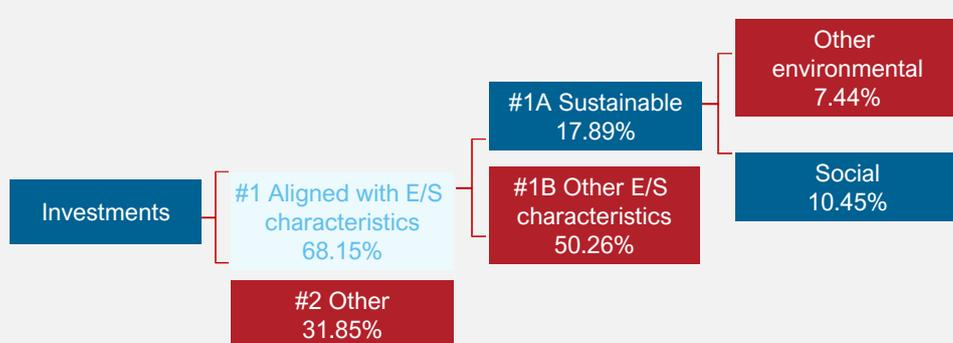 Investments
#1 Aligned with E/S
characteristics
68.15%
#2 Other
31.85%
#1A Sustainable
17.89%
#1B Other E/S
characteristics
50.26%
Other
environmental
7.44%
Social
10.45%